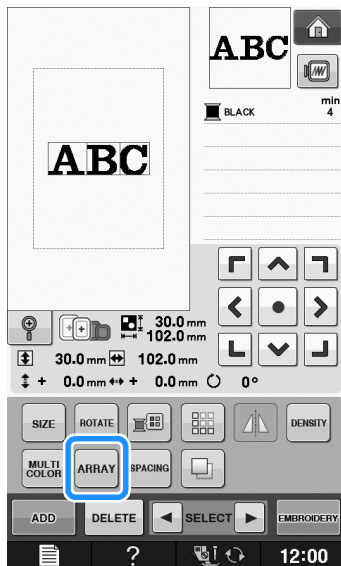 ABC
min
BLACK 4
ABC
30.0 mm
102.0 mm
30.0 mm 102.0 mm
+ 0.0 mm + 0.0 mm 0°
SIZE ROTATE DENSITY
MULTI COLOR ARRAY SPACING
ADD DELETE SELECT EMBROIDERY
? 12:00